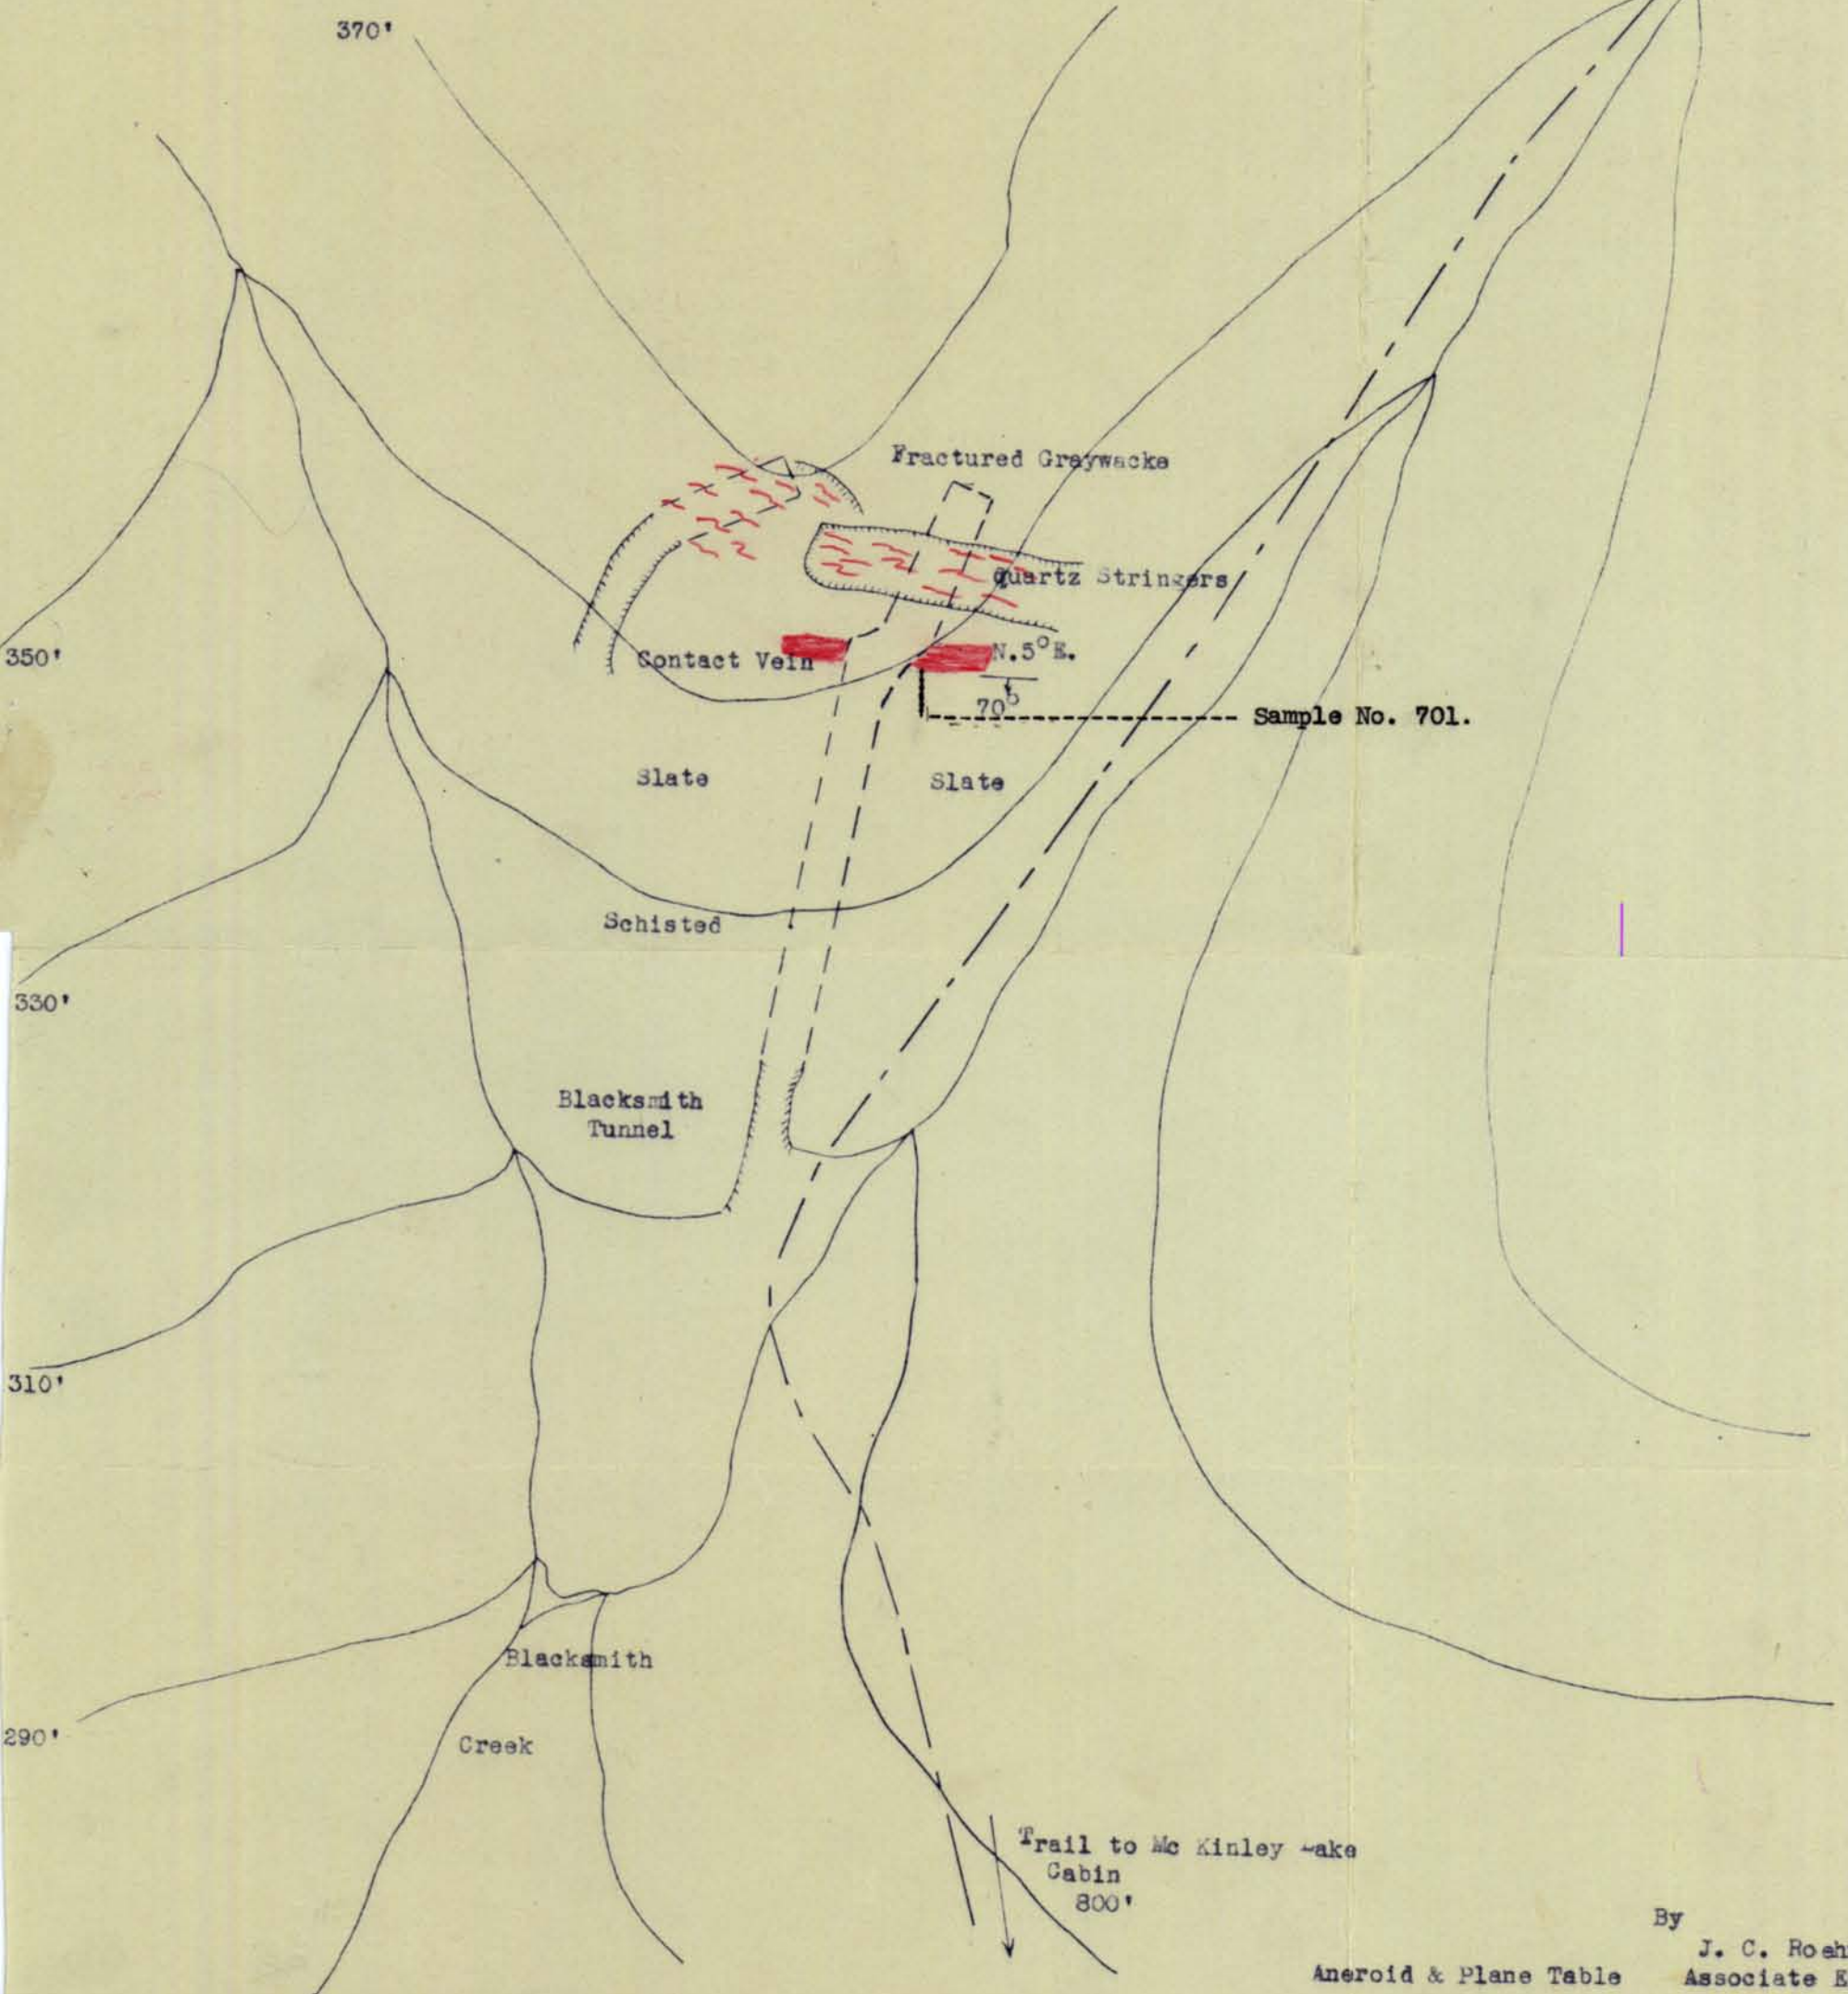 370'
Fractured Graywacke
Quartz Stringers
350'
Contact Vein
N.5°E.
70°
Sample No. 701.
Slate
Slate
Schisted
330'
Blacksmith
Tunnel
310'
Blacksmith
290'
Creek
Trail to Mc Kinley Lake
Cabin
800'
By
J. C. Roeh
Aneroid & Plane Table
Associate E